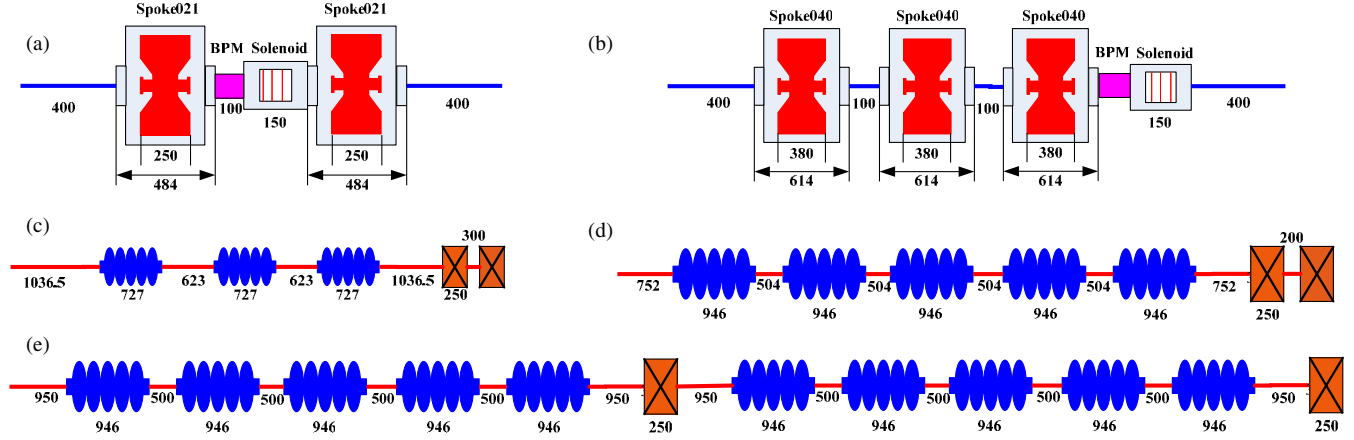 (a)
Spoke021 Spoke021
BPM Solenoid
400 100 400
150
250 250
484 484
(b)
Spoke040 Spoke040 Spoke040
BPM Solenoid
400 100 100 400
150
380 380 380
614 614 614
(c)
300
1036.5 623 623 1036.5
727 727 727 250
(d)
200
752 504 504 504 504 752
946 946 946 946 946 250
(e)
950 500 500 500 500 950 950 500 500 500 500 950
946 946 946 946 946 250 946 946 946 946 946 250